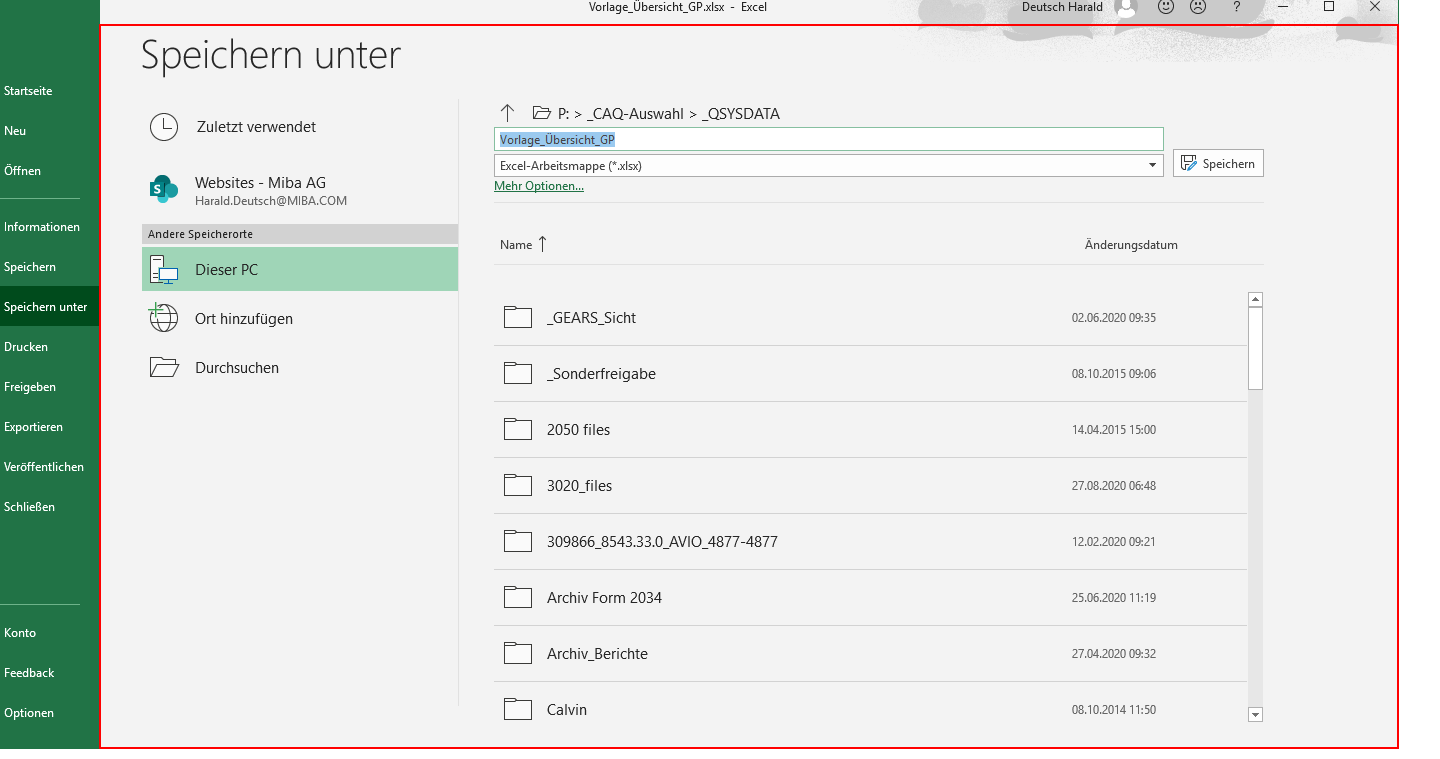 Vorlage_Übersicht_GP.xlsx - Excel
Deutsch Harald
?
Speichern unter
Startseite
Neu
Öffnen
Informationen
Speichern
Speichern unter
Drucken
Freigeben
Exportieren
Veröffentlichen
Schließen
Konto
Feedback
Optionen
Zuletzt verwendet
S
Websites - Miba AG
Harald.Deutsch@MIBA.COM
Andere Speicherorte
Dieser PC
Ort hinzufügen
Durchsuchen
P: > _CAQ-Auswahl > _QSYSDATA
Vorlage_Übersicht_GP
Excel-Arbeitsmappe (*.xlsx)
Speichern
Mehr Optionen...
Name Änderungsdatum
_GEARS_Sicht 02.06.2020 09:35
_Sonderfreigabe 08.10.2015 09:06
2050 files 14.04.2015 15:00
3020_files 27.08.2020 06:48
309866_8543.33.0_AVIO_4877-4877 12.02.2020 09:21
Archiv Form 2034 25.06.2020 11:19
Archiv_Berichte 27.04.2020 09:32
Calvin 08.10.2014 11:50